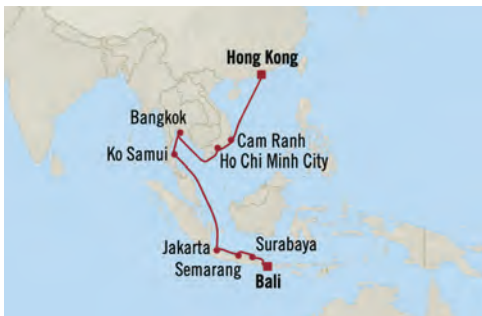 Hong Kong
Bangkok
Cam Ranh
Ko Samui
Ho Chi Minh City
Jakarta
Surabaya
Semarang
Bali